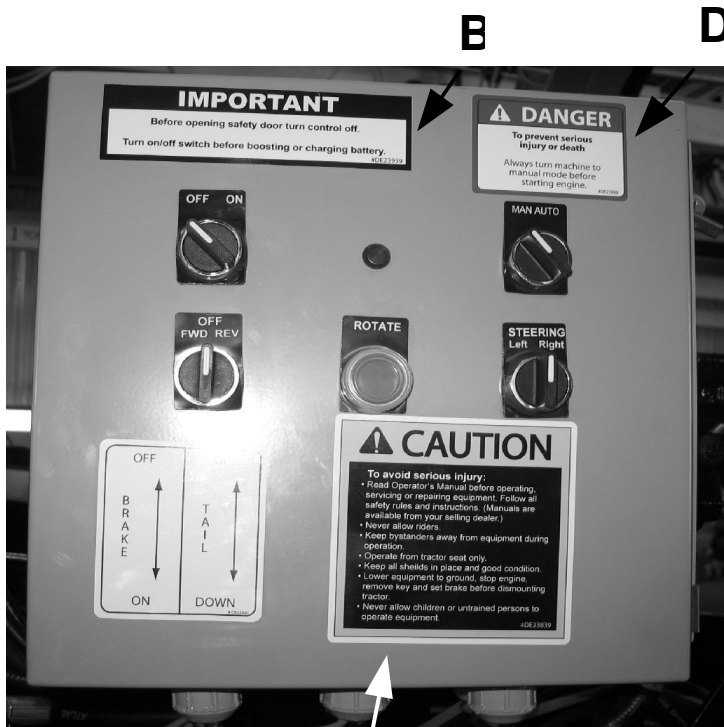 B
D
IMPORTANT
Before opening safety door turn control off.
Turn on/off switch before boosting or charging battery.
#DE23939
DANGER
To prevent serious
injury or death
Always turn machine to
manual mode before
starting engine.
OFF ON
MAN AUTO
OFF
FWD REV
ROTATE
STEERING
Left Right
OFF
BRAKE
ON
TAIL
DOWN
CAUTION
To avoid serious injury:
• Read Operator's Manual before operating,
servicing or repairing equipment. Follow all
safety rules and instructions. (Manuals are
available from your selling dealer.)
• Never allow riders.
• Keep bystanders away from equipment during
operation.
• Operate from tractor seat only.
• Keep all sheilds in place and good condition.
• Lower equipment to ground, stop engine,
remove key and set brake before dismounting
tractor.
• Never allow children or untrained persons to
operate equipment.
#DE23839